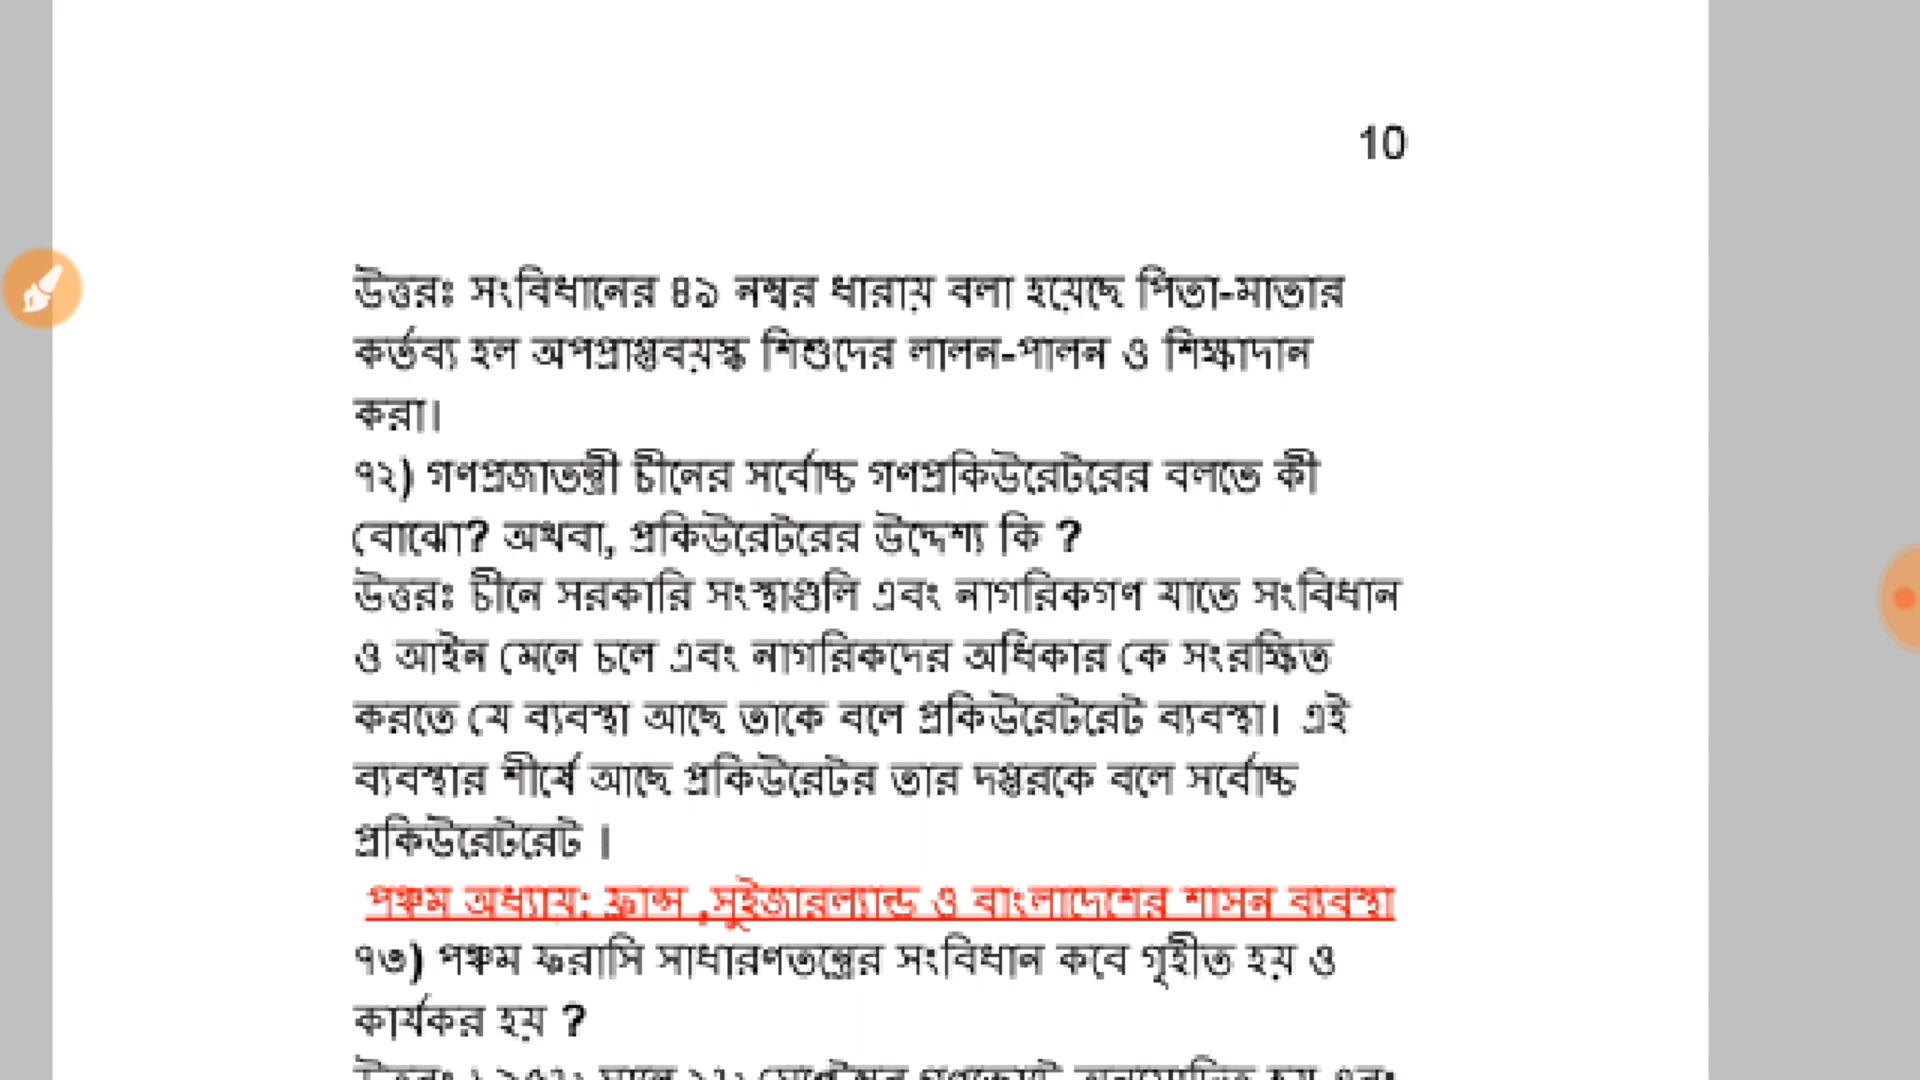 10
উত্তরঃ সংবিধানের ৪৯ নম্বর ধারায় বলা হয়েছে পিতা-মাতার
কর্তব্য হল অপপ্রাপ্তবয়স্ক শিশুদের লালন-পালন ও শিক্ষাদান
করা।
৭২) গণপ্রজাতন্ত্রী চীনের সর্বোচ্চ গণপ্রকিউরেটরের বলতে কী
বোঝো? অথবা, প্রকিউরেটরের উদ্দেশ্য কি ?
উত্তরঃ চীনে সরকারি সংস্থাগুলি এবং নাগরিকগণ যাতে সংবিধান
ও আইন মেনে চলে এবং নাগরিকদের অধিকার কে সংরক্ষিত
করতে যে ব্যবস্থা আছে তাকে বলে প্রকিউরেটরেট ব্যবস্থা। এই
ব্যবস্থার শীর্ষে আছে প্রকিউরেটর তার দপ্তরকে বলে সর্বোচ্চ
প্রকিউরেটরেট ।
পঞ্চম অধ্যায়: ফ্রান্স ,সুইজারল্যান্ড ও বাংলাদেশের শাসন ব্যবস্থা
৭৩) পঞ্চম ফরাসি সাধারণতন্ত্রের সংবিধান কবে গৃহীত হয় ও
কার্যকর হয় ?